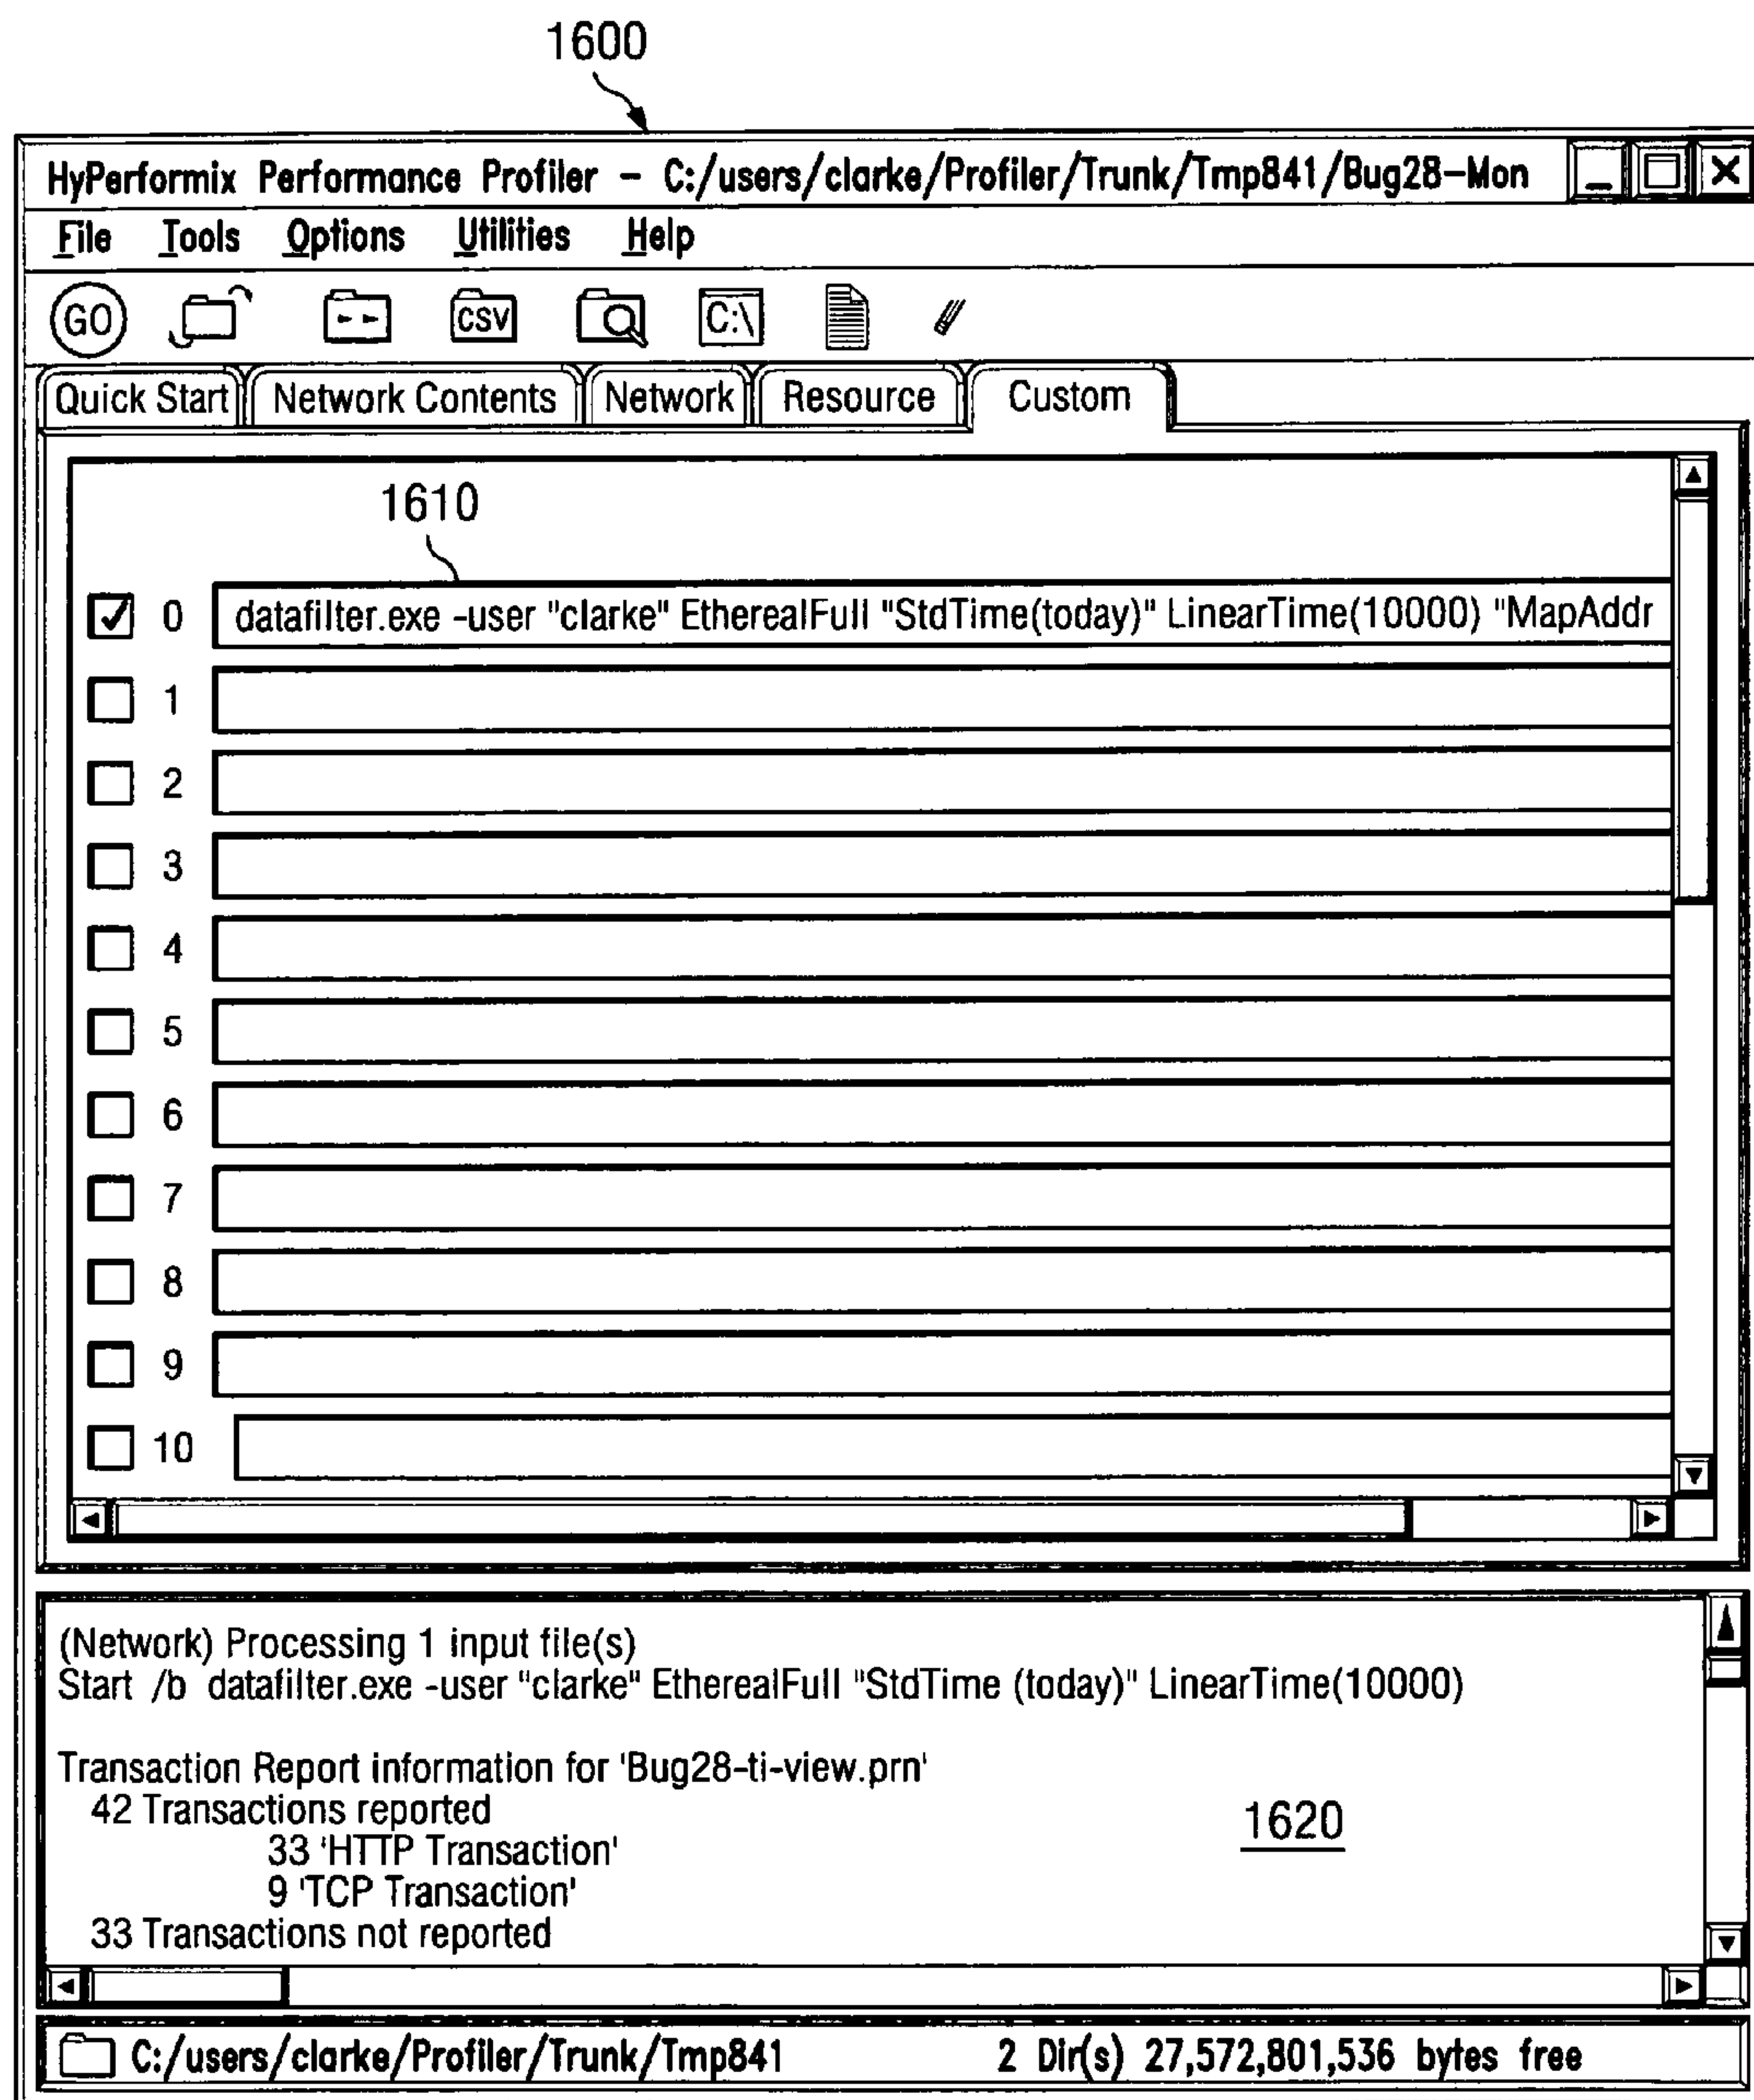 1600
HyPerformix Performance Profiler – C:/users/clarke/Profiler/Trunk/Tmp841/Bug28–Mon
File Tools Options Utilities Help
GO CSV C:\
Quick Start Network Contents Network Resource Custom
1610
0 datafilter.exe -user "clarke" EtherealFull "StdTime(today)" LinearTime(10000) "MapAddr
1
2
3
4
5
6
7
8
9
10
(Network) Processing 1 input file(s)
Start /b datafilter.exe -user "clarke" EtherealFull "StdTime (today)" LinearTime(10000)
Transaction Report information for 'Bug28-ti-view.prn'
42 Transactions reported
1620
33 'HTTP Transaction'
9 'TCP Transaction'
33 Transactions not reported
C:/users/clarke/Profiler/Trunk/Tmp841 2 Dir(s) 27,572,801,536 bytes free